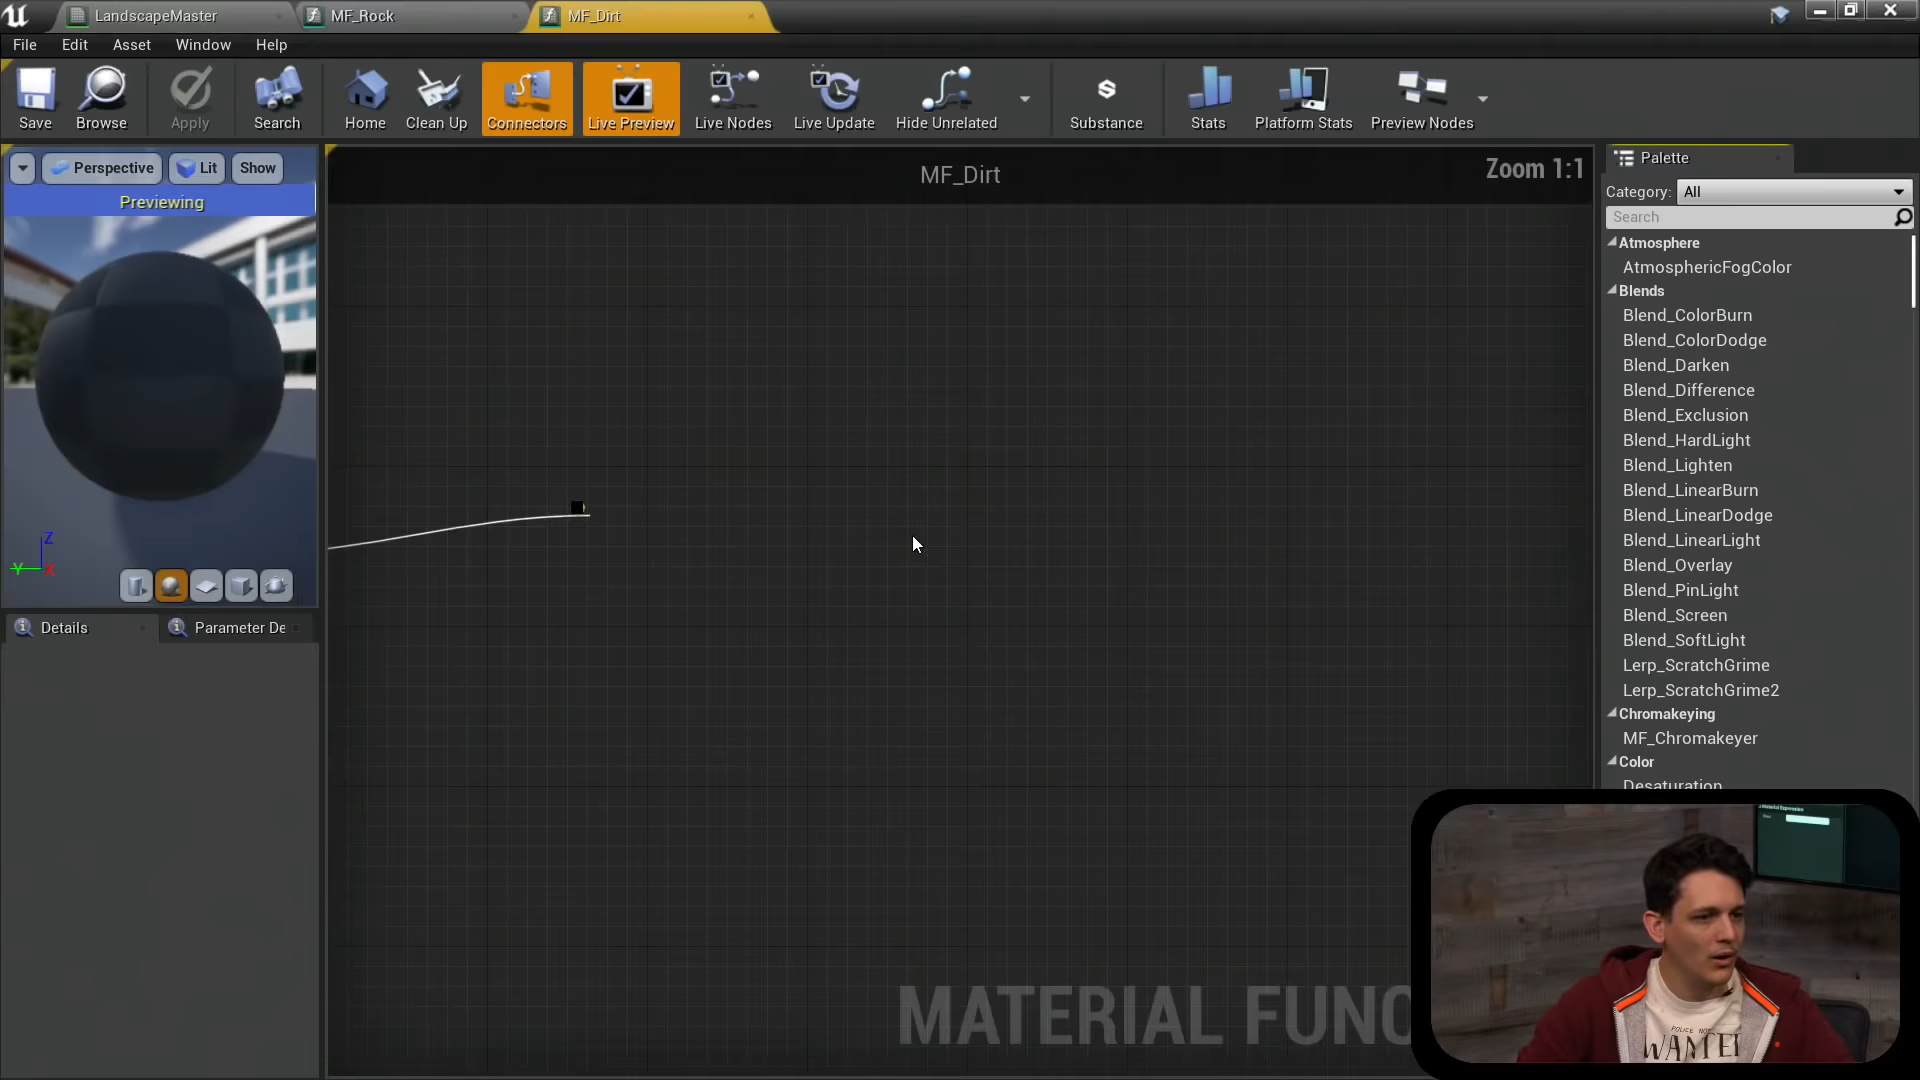 LandscapeMaster
MF_Rock
MF_Dirt
File
Edit
Asset
Window
Help
Save
Browse
Apply
Search
Home
Clean Up
Connectors
Live Preview
Live Nodes
Live Update
Hide Unrelated
Substance
Stats
Platform Stats
Preview Nodes
Perspective
Lit
Show
Previewing
Z
Y
X
MF_Dirt
Zoom 1:1
Palette
Category:
All
Search
Atmosphere
AtmosphericFogColor
Blends
Blend_ColorBurn
Blend_ColorDodge
Blend_Darken
Blend_Difference
Blend_Exclusion
Blend_HardLight
Blend_Lighten
Blend_LinearBurn
Blend_LinearDodge
Blend_LinearLight
Blend_Overlay
Blend_PinLight
Blend_Screen
Blend_SoftLight
Lerp_ScratchGrime
Lerp_ScratchGrime2
Chromakeying
MF_Chromakeyer
Color
Desaturation
Details
Parameter De
MATERIAL FUNC
POLICE
WANTED